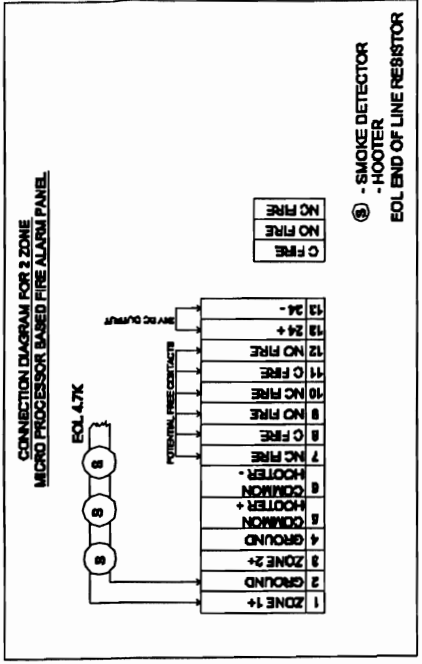 CONNECTION DIAGRAM FOR 2 ZONE
MICRO PROCESSOR BASED FIRE ALARM PANEL
EOL 4.7K
S
S
S
POTENTIAL FREE CONTACTS
24V DC OUTPUT
1 ZONE 1+
2 GROUND
3 ZONE 2+
4 GROUND
5 COMMON
HOOTER +
6 COMMON
HOOTER -
7 NC FIRE
8 C FIRE
9 NO FIRE
10 NC FIRE
11 C FIRE
12 NO FIRE
13 24 +
13 24 -
C FIRE
NO FIRE
NC FIRE
S - SMOKE DETECTOR
- HOOTER
EOL END OF LINE RESISTOR